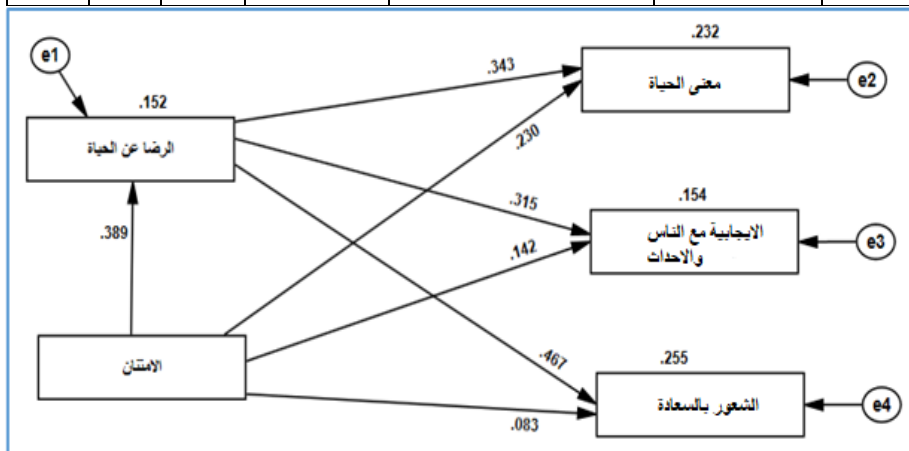 .232
e1
.343
معنى الحياة
e2
.152
الرضا عن الحياة
.230
.315
.154
الايجابية مع الناس
والاحداث
e3
.389
.142
.467
.255
الامتنان
الشعور بالسعادة
e4
.083